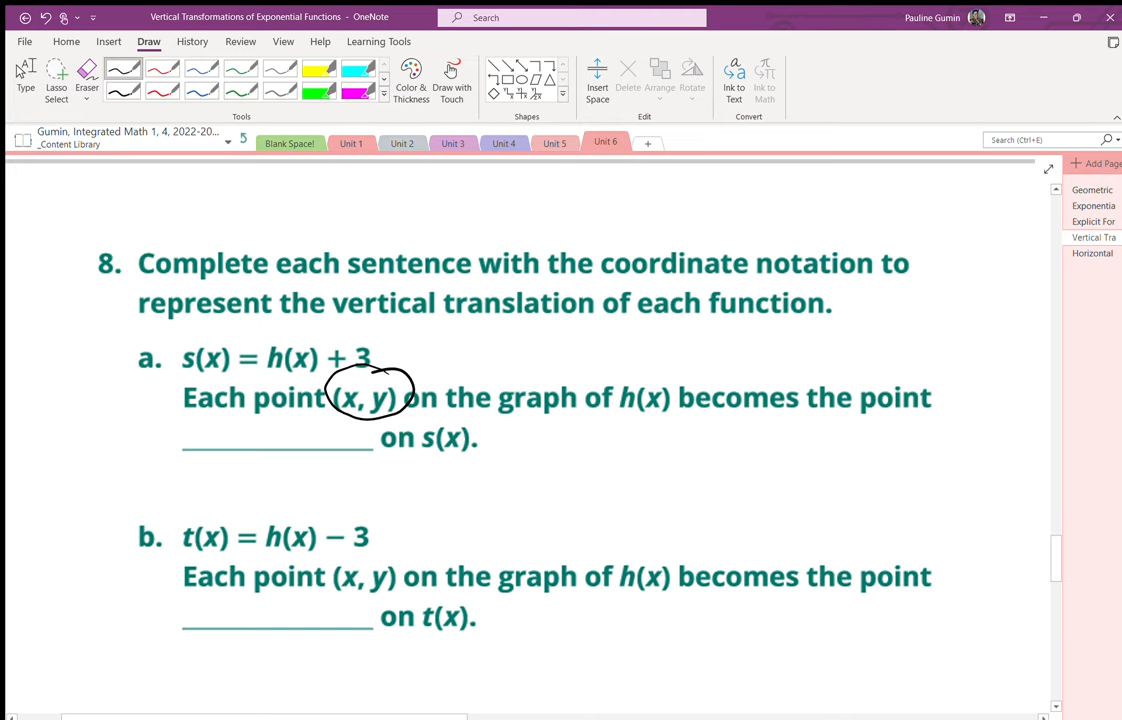 Vertical Transformations of Exponential Functions - OneNote
Search
Pauline Gumin
File Home Insert Draw History Review View Help Learning Tools
Type
Lasso Select
Eraser
Color & Thickness
Draw with Touch
Insert Space
Delete
Arrange
Rotate
Ink to Text
Ink to Math
Tools Shapes Edit Convert
Gumin, Integrated Math 1, 4, 2022-20...
_Content Library
Blank Space! Unit 1 Unit 2 Unit 3 Unit 4 Unit 5 Unit 6 +
Search (Ctrl+E)
Add Page
Geometric
Exponentia
Explicit For
Vertical Tra
Horizontal
8. Complete each sentence with the coordinate notation to
represent the vertical translation of each function.
a. s(x) = h(x) + 3
Each point (x, y) on the graph of h(x) becomes the point
_______________ on s(x).
b. t(x) = h(x) − 3
Each point (x, y) on the graph of h(x) becomes the point
_______________ on t(x).